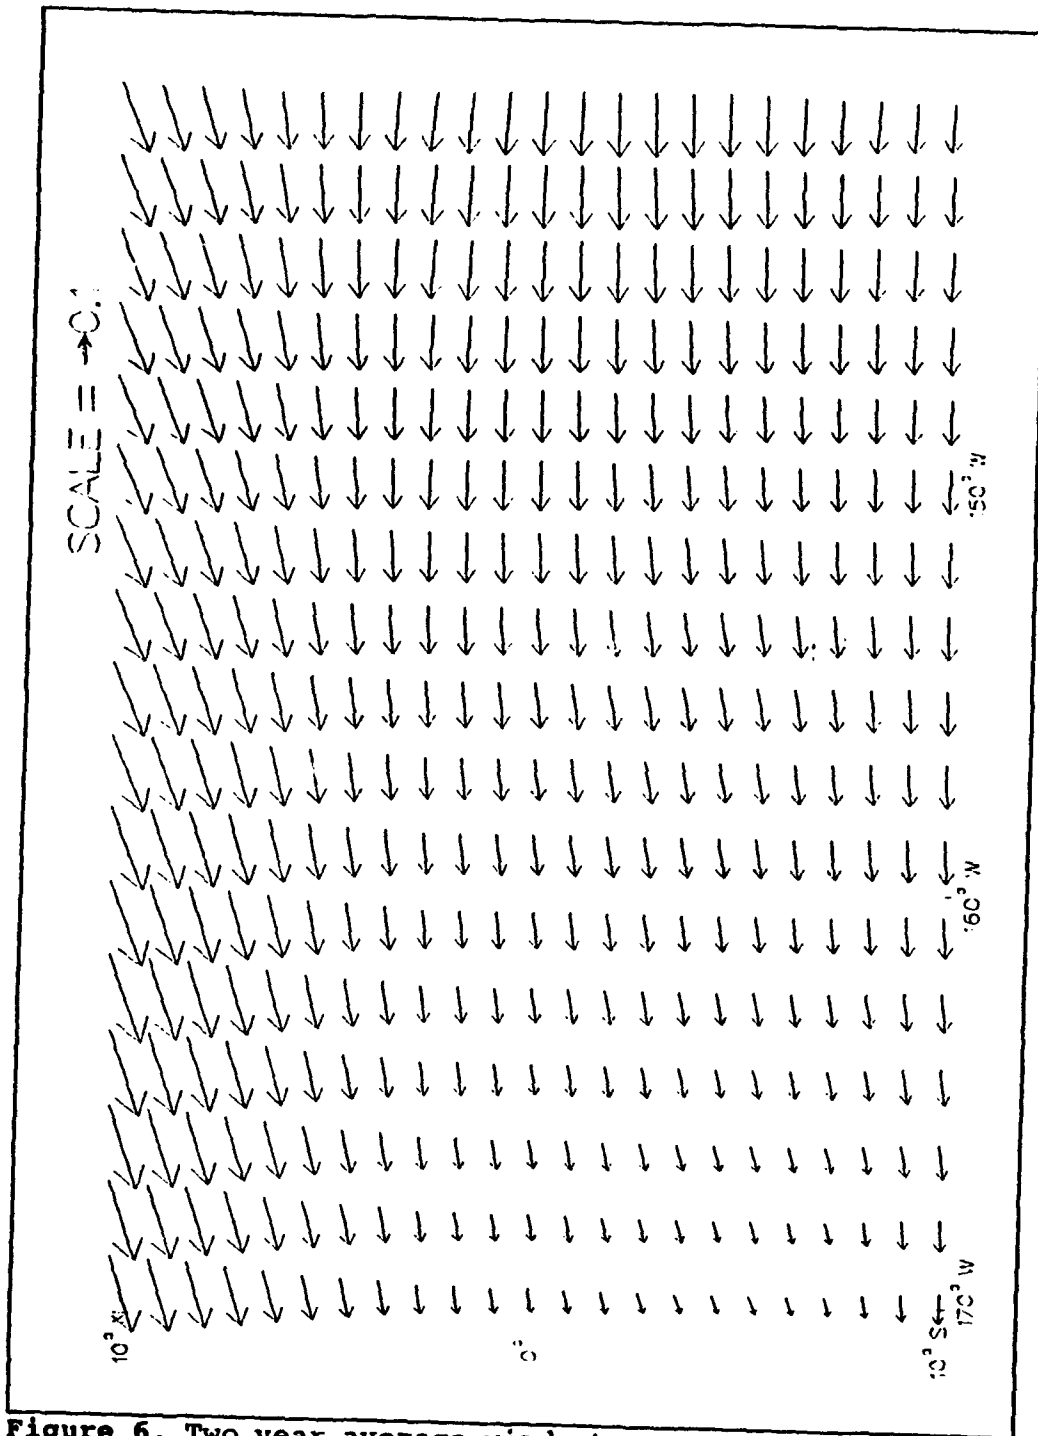 SCALE = →0.1
10° N
0°
10° S
170° W
160° W
150° W
Figure 6. Two year average